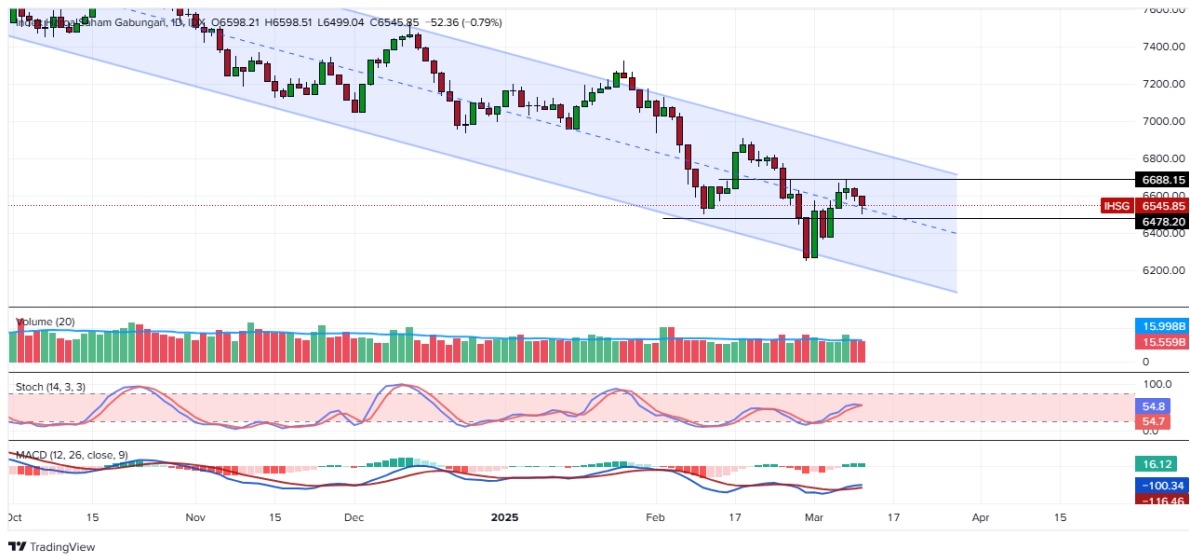 7600.00
Indeks Harga Saham Gabungan, 1D, IDX O6598.21 H6598.51 L6499.04 C6545.85 −52.36 (−0.79%)
7400.00
7200.00
7000.00
6800.00
6688.15
6600.00
IHSG 6545.85
6478.20
6400.00
6200.00
Volume (20)
15.998B
15.559B
0
Stoch (14, 3, 3)
100.0
54.8
54.7
0.0
MACD (12, 26, close, 9)
16.12
−100.34
−116.46
Oct 15 Nov Dec 2025 Feb 17 Mar 17 Apr 15
TradingView